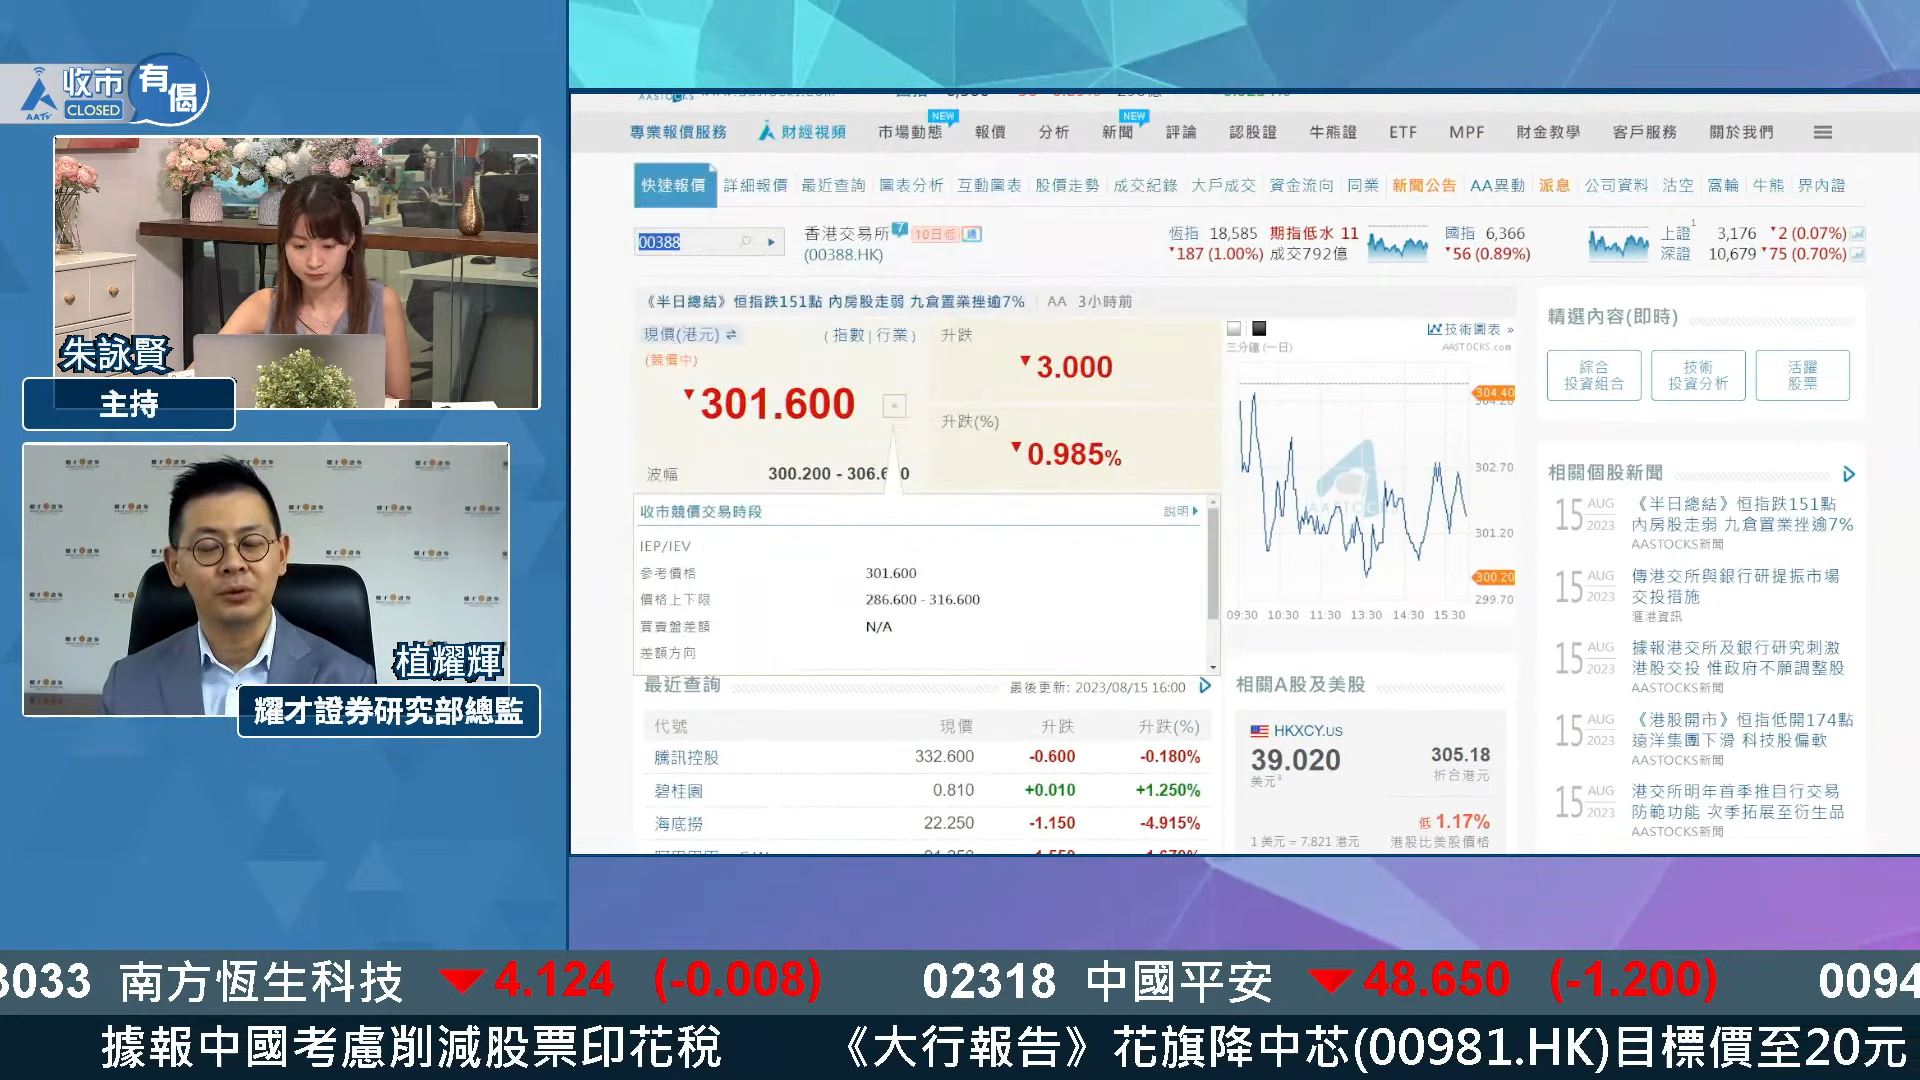 收市
CLOSED
有偈
AATV
朱詠賢
主持
植耀輝
耀才證券研究部總監
專業報價服務 財經視頻 市場動態 NEW 報價 分析 新聞 NEW 評論 認股證 牛熊證 ETF MPF 財金教學 客戶服務 關於我們
快速報價 詳細報價 最近查詢 圖表分析 互動圖表 股價走勢 成交紀錄 大戶成交 資金流向 同業 新聞公告 AA異動 派息 公司資料 沽空 窩輪 牛熊 界內證
00388
香港交易所 7 10日低 通
(00388.HK)
恆指 18,585 期指低水 11
187 (1.00%) 成交792億
國指 6,366
56 (0.89%)
1
上證 3,176 2 (0.07%)
深證 10,679 75 (0.70%)
《半日總結》恒指跌151點 內房股走弱 九倉置業挫逾7% AA 3小時前
現價(港元) (指數|行業)
(競價中)
301.600
波幅 300.200 - 306.6 0
升跌
3.000
升跌(%)
0.985%
收市競價交易時段 說明
IEP/IEV
參考價格 301.600
價格上下限 286.600 - 316.600
買賣盤差額 N/A
差額方向
技術圖表 »
三分鐘(一日) AASTOCKS.com
304.40
304.20
302.70
301.20
300.20
299.70
09:30 10:30 11:30 13:30 14:30 15:30
最近查詢 最後更新: 2023/08/15 16:00
代號 現價 升跌 升跌(%)
騰訊控股 332.600 -0.600 -0.180%
碧桂園 0.810 +0.010 +1.250%
海底撈 22.250 -1.150 -4.915%
相關A股及美股
HKXCY.US
39.020
美元³
305.18
折合港元
低 1.17%
1 美元 = 7.821 港元 港股比美股價格
精選內容(即時)
綜合
投資組合
技術
投資分析
活躍
股票
相關個股新聞
15 AUG 2023
《半日總結》恒指跌151點
內房股走弱 九倉置業挫逾7%
AASTOCKS新聞
15 AUG 2023
傳港交所與銀行研提振市場
交投措施
滙港資訊
15 AUG 2023
據報港交所及銀行研究刺激
港股交投 惟政府不願調整股
AASTOCKS新聞
15 AUG 2023
《港股開市》恒指低開174點
遠洋集團下滑 科技股偏軟
AASTOCKS新聞
15 AUG 2023
港交所明年首季推自行交易
防範功能 次季拓展至衍生品
AASTOCKS新聞
3033 南方恆生科技 4.124 (-0.008) 02318 中國平安 48.650 (-1.200) 0094
據報中國考慮削減股票印花稅 《大行報告》花旗降中芯(00981.HK)目標價至20元